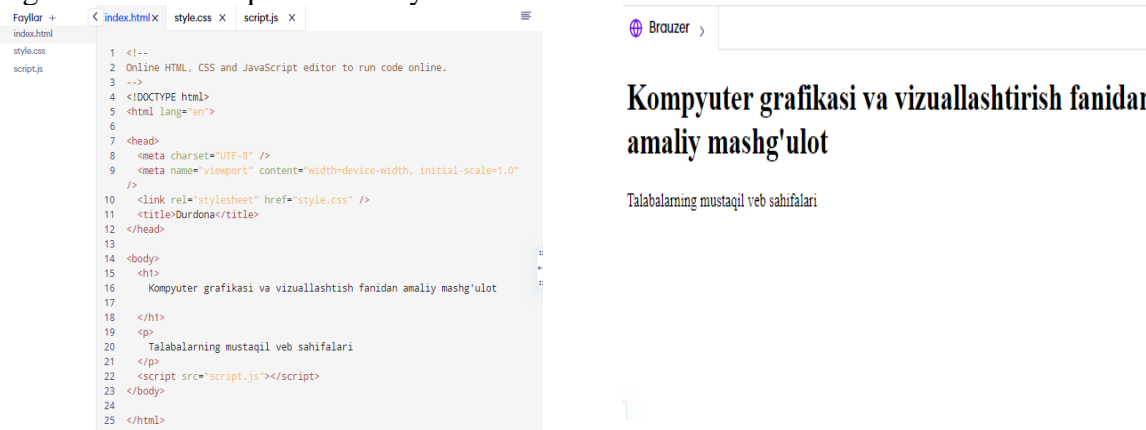 Fayllar +
index.html
style.css
script.js
index.html× style.css × script.js ×
1 <!--
2 Online HTML, CSS and JavaScript editor to run code online.
3 -->
4 <!DOCTYPE html>
5 <html lang="en">
6
7 <head>
8 <meta charset="UTF-8" />
9 <meta name="viewport" content="width=device-width, initial-scale=1.0"
/>
10 <link rel="stylesheet" href="style.css" />
11 <title>Durdona</title>
12 </head>
13
14 <body>
15 <h1>
16 Kompyuter grafikasi va vizuallashtish fanidan amaliy mashg'ulot
17
18 </h1>
19 <p>
20 Talabalarning mustaqil veb sahifalari
21 </p>
22 <script src="script.js"></script>
23 </body>
24
25 </html>
Brauzer
Kompyuter grafikasi va vizuallashtirish
amaliy mashg'ulot
Talabalarning mustaqil veb sahifalari